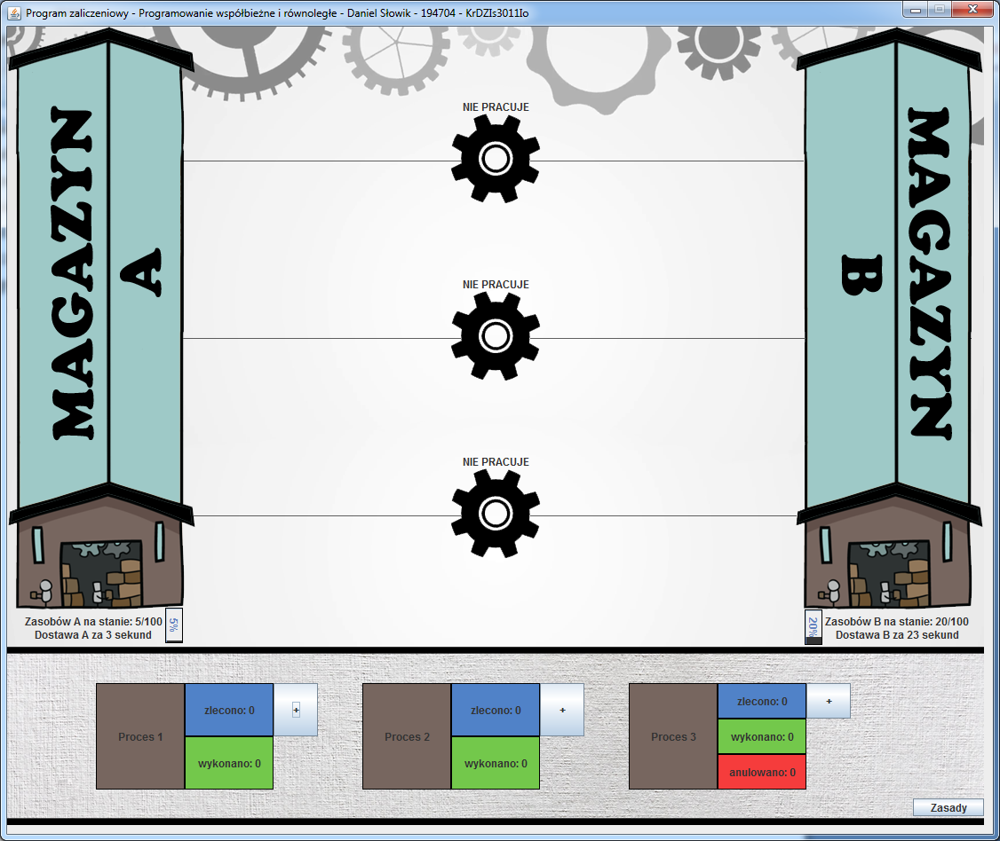 Program zaliczeniowy - Programowanie współbieżne i równoległe - Daniel Słowik - 194704 - KrDZIs3011Io
MAGAZYN
A
NIE PRACUJE
NIE PRACUJE
NIE PRACUJE
MAGAZYN
B
Zasobów A na stanie: 5/100
Dostawa A za 3 sekund
5%
20%
Zasobów B na stanie: 20/100
Dostawa B za 23 sekund
Proces 1
zlecono: 0
+
wykonano: 0
Proces 2
zlecono: 0
+
wykonano: 0
Proces 3
zlecono: 0
+
wykonano: 0
anulowano: 0
Zasady